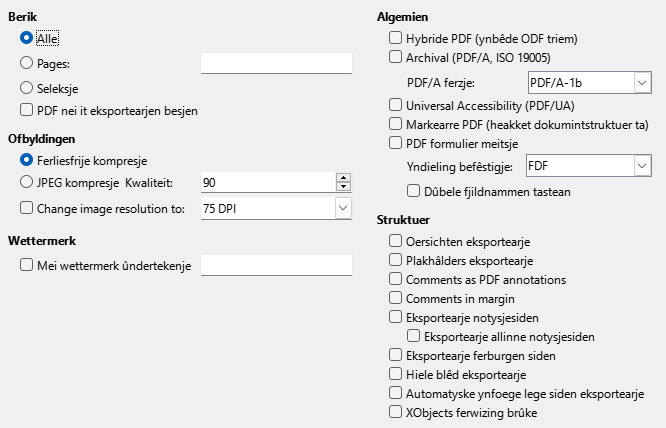 Berik
Alle
Pages:
Seleksje
PDF nei it eksportearjen besjen
Ofbyldingen
Ferliesfrije kompresje
JPEG kompresje Kwaliteit: 90
Change image resolution to: 75 DPI
Wettermerk
Mei wettermerk ûndertekenje
Algemien
Hybride PDF (ynbêde ODF triem)
Archival (PDF/A, ISO 19005)
PDF/A ferzje: PDF/A-1b
Universal Accessibility (PDF/UA)
Markearre PDF (heakket dokumintstruktuer ta)
PDF formulier meitsje
Yndieling befêstigje: FDF
Dûbele fjildnammen tastean
Struktuer
Oersichten eksportearje
Plakhâlders eksportearje
Comments as PDF annotations
Comments in margin
Eksportearje notysjesiden
Eksportearje allinne notysjesiden
Eksportearje ferburgen siden
Hiele blêd eksportearje
Automatyske ynfoege lege siden eksportearje
XObjects ferwizing brûke